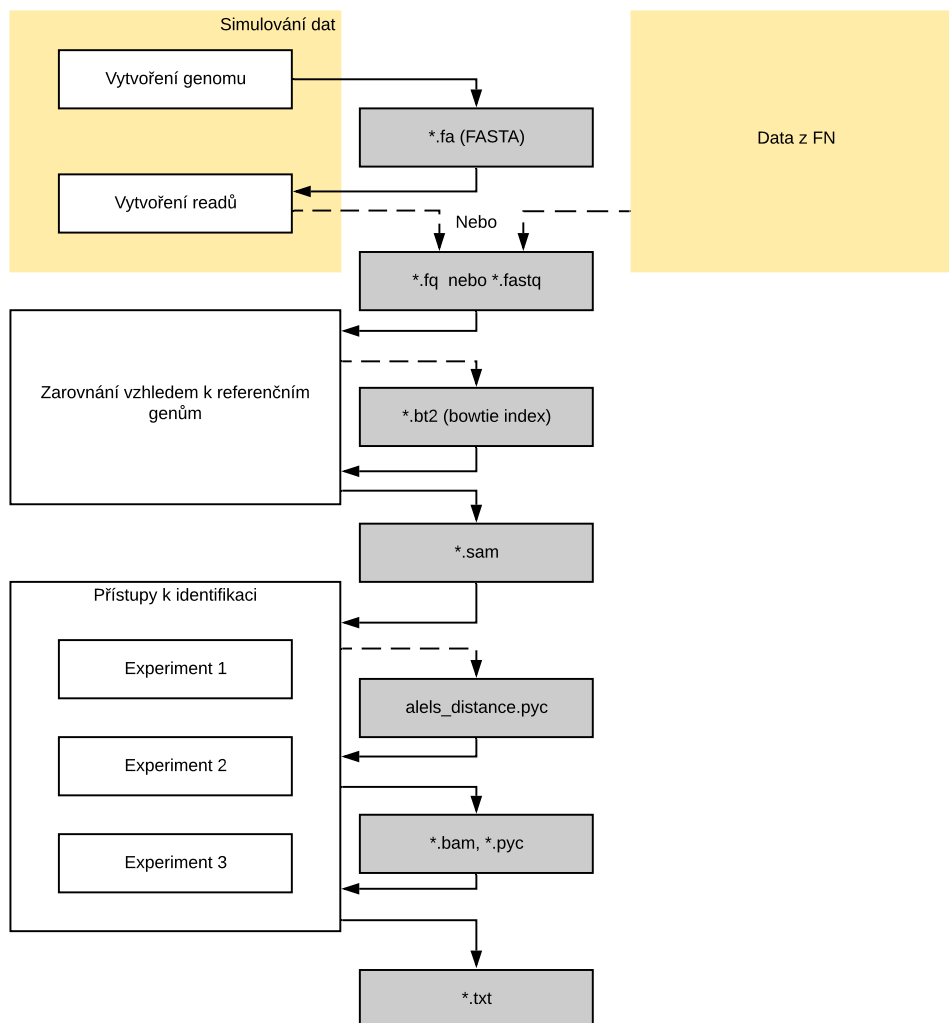 Simulování dat
Vytvoření genomu
*.fa (FASTA)
Data z FN
Vytvoření readů
Nebo
*.fq  nebo *.fastq
Zarovnání vzhledem k referenčním
genům
*.bt2 (bowtie index)
*.sam
Přístupy k identifikaci
Experiment 1
alels_distance.pyc
Experiment 2
*.bam, *.pyc
Experiment 3
*.txt